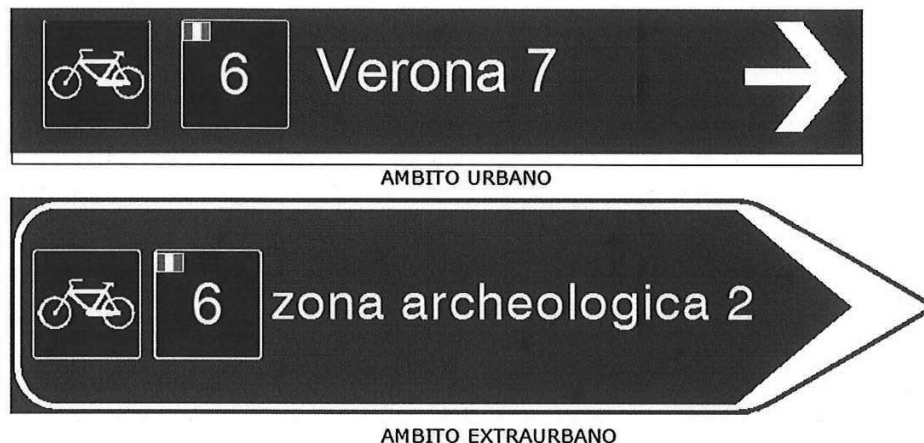 6 Verona 7
AMBITO URBANO
6 zona archeologica 2
AMBITO EXTRAURBANO